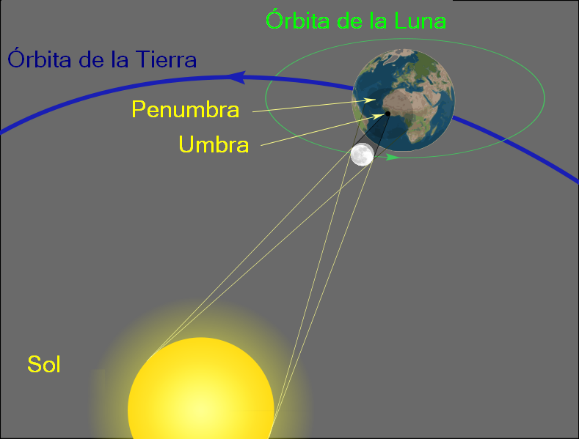 Órbita de la Luna
Órbita de la Tierra
Penumbra
Umbra
Sol